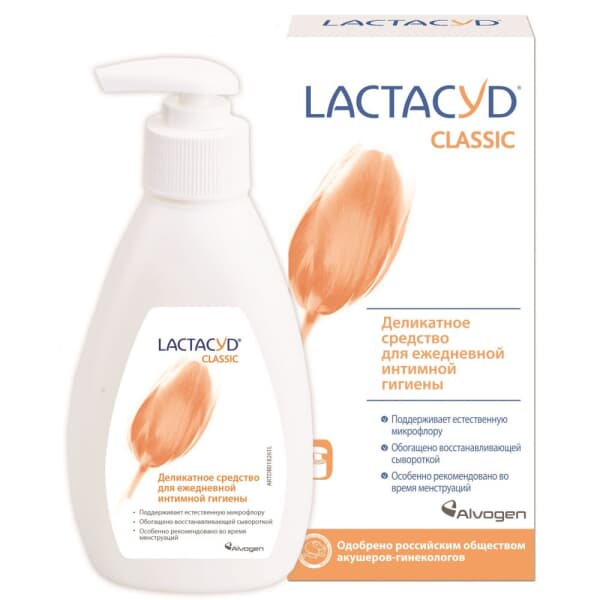 LACTACYD®
CLASSIC
Деликатное
средство
для ежедневной
интимной
гигиены
Поддерживает естественную
микрофлору
Обогащено восстанавливающей
сывороткой
Особенно рекомендовано во
время менструаций
Alvogen
Одобрено российским обществом
акушеров-гинекологов
LACTACYD®
CLASSIC
Деликатное средство
для ежедневной
интимной гигиены
• Поддерживает естественную микрофлору
• Обогащено восстанавливающей сывороткой
• Особенно рекомендовано во время
менструаций
Alvogen